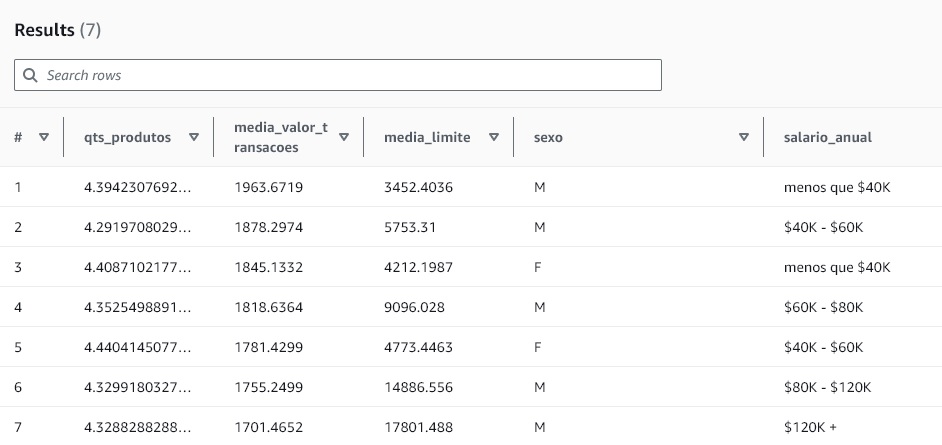 Results (7)
Search rows
# qts_produtos media_valor_t
ransacoes media_limite sexo salario_anual
1 4.3942307692... 1963.6719 3452.4036 M menos que $40K
2 4.2919708029... 1878.2974 5753.31 M $40K - $60K
3 4.4087102177... 1845.1332 4212.1987 F menos que $40K
4 4.3525498891... 1818.6364 9096.028 M $60K - $80K
5 4.4404145077... 1781.4299 4773.4463 F $40K - $60K
6 4.3299180327... 1755.2499 14886.556 M $80K - $120K
7 4.3288288288... 1701.4652 17801.488 M $120K +